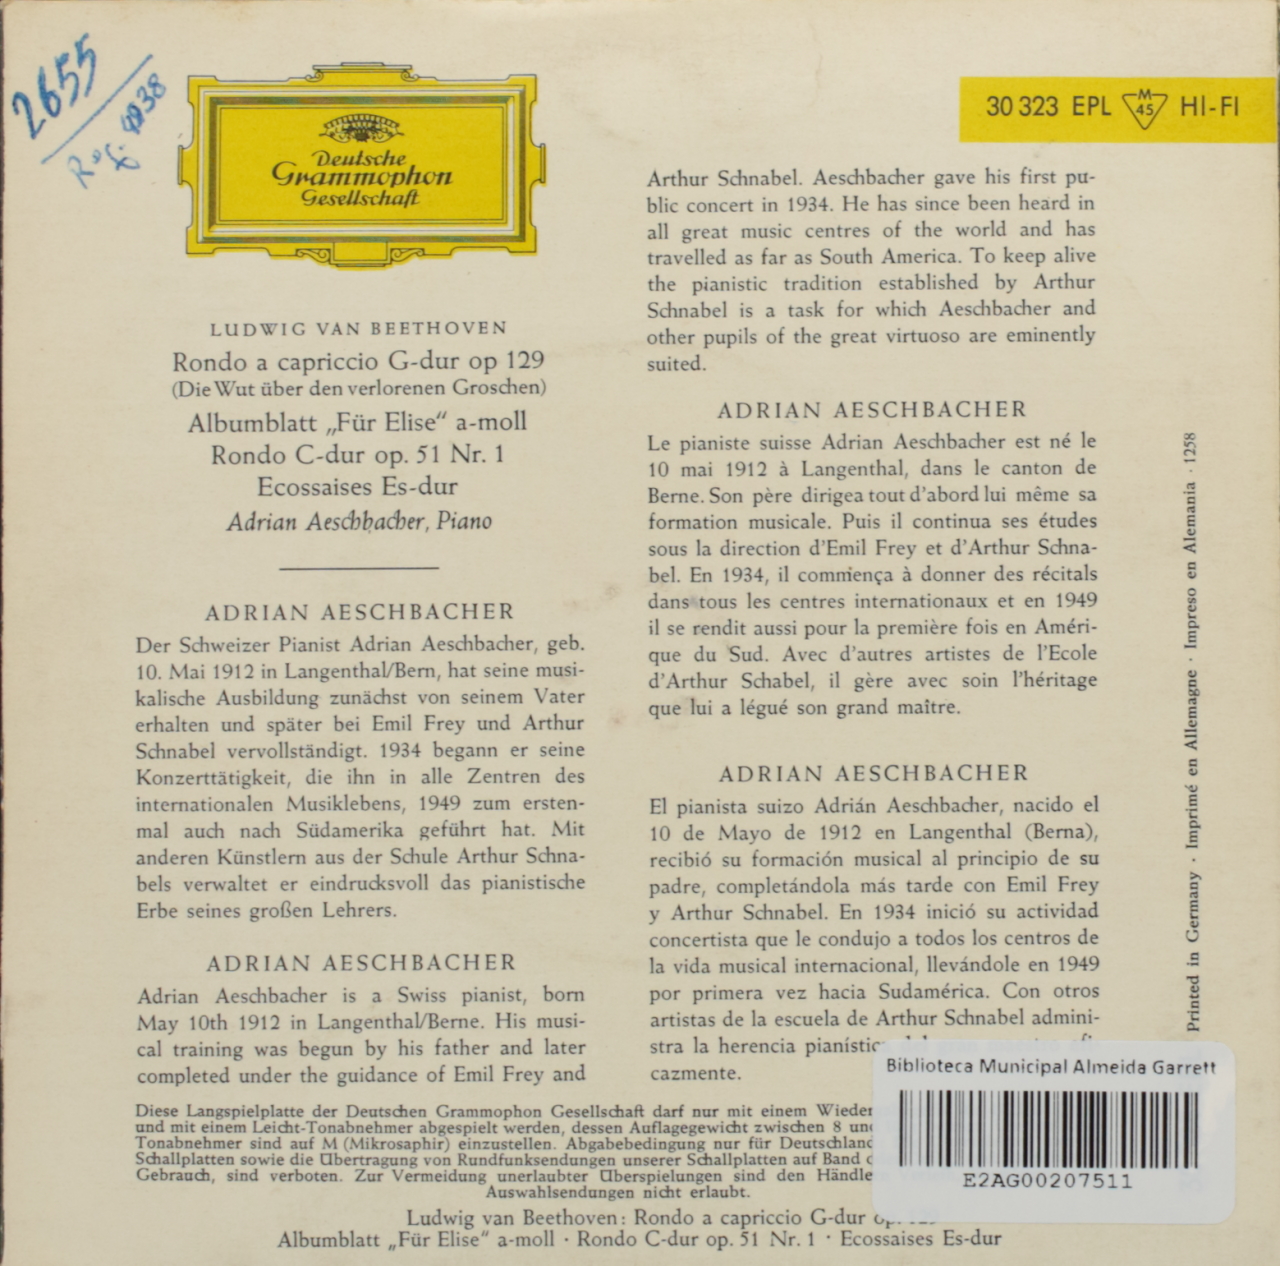 2655
Deutsche
Grammophon
Gesellschaft
30 323 EPL M 45 HI-FI
LUDWIG VAN BEETHOVEN
Rondo a capriccio G-dur op 129
(Die Wut über den verlorenen Groschen)
Albumblatt „Für Elise“ a-moll
Rondo C-dur op. 51 Nr. 1
Ecossaises Es-dur
Adrian Aeschbacher, Piano
ADRIAN AESCHBACHER
Der Schweizer Pianist Adrian Aeschbacher, geb.
10. Mai 1912 in Langenthal/Bern, hat seine musi-
kalische Ausbildung zunächst von seinem Vater
erhalten und später bei Emil Frey und Arthur
Schnabel vervollständigt. 1934 begann er seine
Konzerttätigkeit, die ihn in alle Zentren des
internationalen Musiklebens, 1949 zum ersten-
mal auch nach Südamerika geführt hat. Mit
anderen Künstlern aus der Schule Arthur Schna-
bels verwaltet er eindrucksvoll das pianistische
Erbe seines großen Lehrers.
ADRIAN AESCHBACHER
Adrian Aeschbacher is a Swiss pianist, born
May 10th 1912 in Langenthal/Berne. His musi-
cal training was begun by his father and later
completed under the guidance of Emil Frey and
Arthur Schnabel. Aeschbacher gave his first pu-
blic concert in 1934. He has since been heard in
all great music centres of the world and has
travelled as far as South America. To keep alive
the pianistic tradition established by Arthur
Schnabel is a task for which Aeschbacher and
other pupils of the great virtuoso are eminently
suited.
ADRIAN AESCHBACHER
Le pianiste suisse Adrian Aeschbacher est né le
10 mai 1912 à Langenthal, dans le canton de
Berne. Son père dirigea tout d'abord lui même sa
formation musicale. Puis il continua ses études
sous la direction d'Emil Frey et d'Arthur Schna-
bel. En 1934, il commença à donner des récitals
dans tous les centres internationaux et en 1949
il se rendit aussi pour la première fois en Améri-
que du Sud. Avec d'autres artistes de l'Ecole
d'Arthur Schabel, il gère avec soin l'héritage
que lui a légué son grand maître.
ADRIAN AESCHBACHER
El pianista suizo Adrián Aeschbacher, nacido el
10 de Mayo de 1912 en Langenthal (Berna),
recibió su formación musical al principio de su
padre, completándola más tarde con Emil Frey
y Arthur Schnabel. En 1934 inició su actividad
concertista que le condujo a todos los centros de
la vida musical internacional, llevándole en 1949
por primera vez hacia Sudamérica. Con otros
artistas de la escuela de Arthur Schnabel admini-
stra la herencia
cazmente.
Printed in Germany · Imprimé en Allemagne · Impreso en Alemania · 1258
Diese Langspielplatte der Deutschen Grammophon Gesellschaft darf nur mit einem
und mit einem Leicht-Tonabnehmer abgespielt werden, dessen Auflagegewicht zwischen 8
Tonabnehmer sind auf M (Mikrosaphir) einzustellen. Abgabebedingung nur für
Schallplatten sowie die Übertragung von Rundfunksendungen unserer Schallplatten auf Band
Gebrauch, sind verboten. Zur Vermeidung unerlaubter Überspielungen sind den
Auswahlsendungen nicht erlaubt.
Ludwig van Beethoven: Rondo a capriccio G-dur
Albumblatt „Für Elise“ a-moll · Rondo C-dur op. 51 Nr. 1 · Ecossaises Es-dur
Biblioteca Municipal Almeida Garrett
E2AG00207511